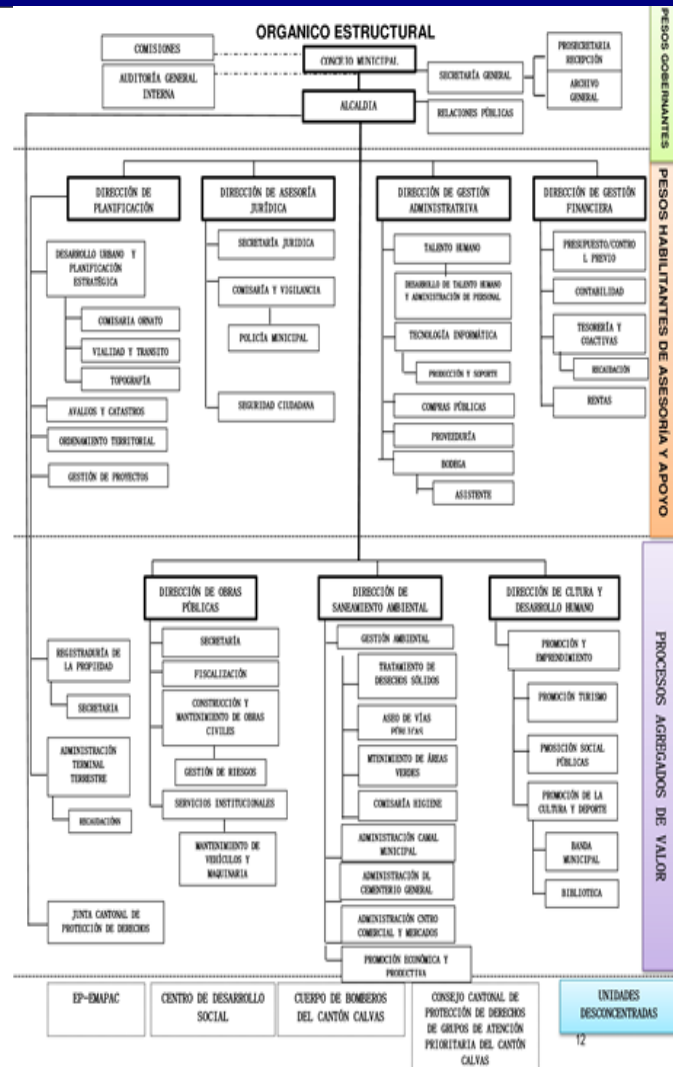 ORGANICO ESTRUCTURAL
COMISIONES
AUDITORÍA GENERAL
INTERNA
CONCEJO MUNICIPAL
ALCALDIA
SECRETARÍA GENERAL
RELACIONES PÚBLICAS
PROSECRETARIA
RECEPCIÓN
ARCHIVO
GENERAL
PESOS GOBERNANTES
DIRECCIÓN DE
PLANIFICACIÓN
DESARROLLO URBANO Y
PLANIFICACIÓN
ESTRATÉGICA
COMISARIA ORNATO
VIALIDAD Y TRANSITO
TOPOGRAFÍA
AVALUOS Y CATASTROS
ORDENAMIENTO TERRITORIAL
GESTIÓN DE PROYECTOS
DIRECCIÓN DE ASESORÍA
JURÍDICA
SECRETARÍA JURIDICA
COMISARÍA Y VIGILANCIA
POLICÍA MUNICIPAL
SEGURIDAD CIUDADANA
DIRECCIÓN DE GESTIÓN
ADMINISTRATRIVA
TALENTO HUMANO
DESARROLLO DE TALENTO HUMANO
Y ADMINISTRACIÓN DE PERSONAL
TECNOLOGÍA INFORMÁTICA
PRODUCCIÓN Y SOPORTE
COMPRAS PÚBLICAS
PROVEEDURÍA
BODEGA
ASISTENTE
DIRECCIÓN DE GESTIÓN
FINANCIERA
PRESUPUESTO/CONTRO
L PREVIO
CONTABILIDAD
TESORERÍA Y
COACTIVAS
RECAUDACIÓN
RENTAS
PESOS HABILITANTES DE ASESORÍA Y APOYO
REGISTRADURÍA DE
LA PROPIEDAD
SECRETARIA
ADMINISTRACIÓN
TERMINAL
TERRESTRE
RECAUDACIÓNN
JUNTA CANTONAL DE
PROTECCIÓN DE DERECHOS
DIRECCIÓN DE OBRAS
PÚBLICAS
SECRETARÍA
FISCALIZACIÓN
CONSTRUCCIÓN Y
MANTENIMIENTO DE OBRAS
CIVILES
GESTIÓN DE RIESGOS
SERVICIOS INSTITUCIONALES
MANTENIMIENTO DE
VEHÍCULOS Y
MAQUINARIA
DIRECCIÓN DE
SANEAMIENTO AMBIENTAL
GESTIÓN AMBIENTAL
TRATAMIENTO DE
DESECHOS SÓLIDOS
ASEO DE VÍAS
PÚBLICAS
MTENIMIENTO DE ÁREAS
VERDES
COMISARÍA HIGIENE
ADMINISTRACIÓN CAMAL
MUNICIPAL
ADMINISTRACIÓN DL
CEMENTERIO GENERAL
ADMINISTRACIÓN CNTRO
COMERCIAL Y MERCADOS
PROMOCIÓN ECONÓMICA Y
PRODUCTIVA
DIRECCIÓN DE CLTURA Y
DESARROLLO HUMANO
PROMOCIÓN Y
EMPRENDIMIENTO
PROMOCIÓN TURISMO
PMOSICIÓN SOCIAL
PÚBLICAS
PROMOCIÓN DE LA
CULTURA Y DEPORTE
BANDA
MUNICIPAL
BIBLIOTECA
PROCESOS AGREGADOS DE VALOR
EP-EMAPAC
CENTRO DE DESARROLLO
SOCIAL
CUERPO DE BOMBEROS
DEL CANTÓN CALVAS
CONSEJO CANTONAL DE
PROTECCIÓN DE DERECHOS
DE GRUPOS DE ATENCIÓN
PRIORITARIA DEL CANTÓN
CALVAS
UNIDADES
DESCONCENTRADAS
12